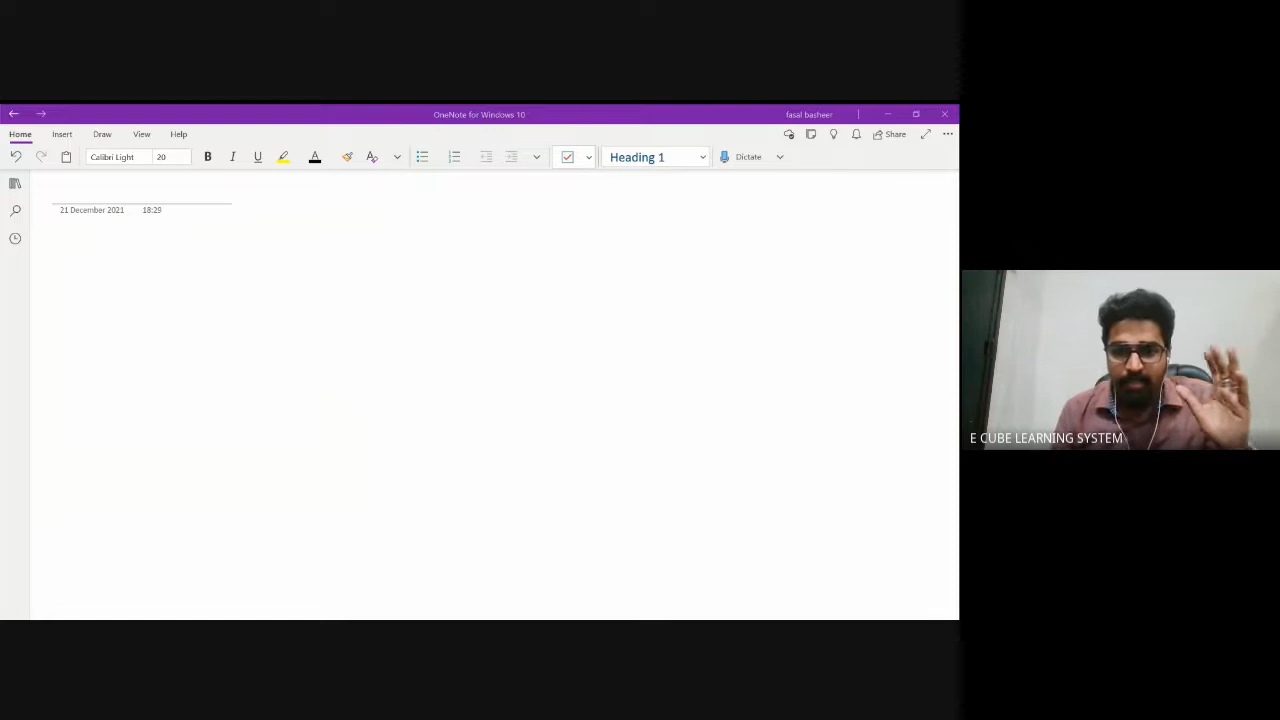 OneNote for Windows 10
fasal basheer
Home Insert Draw View Help
Share
Calibri Light 20 B I U A A Heading 1 Dictate
21 December 2021 18:29
E CUBE LEARNING SYSTEM